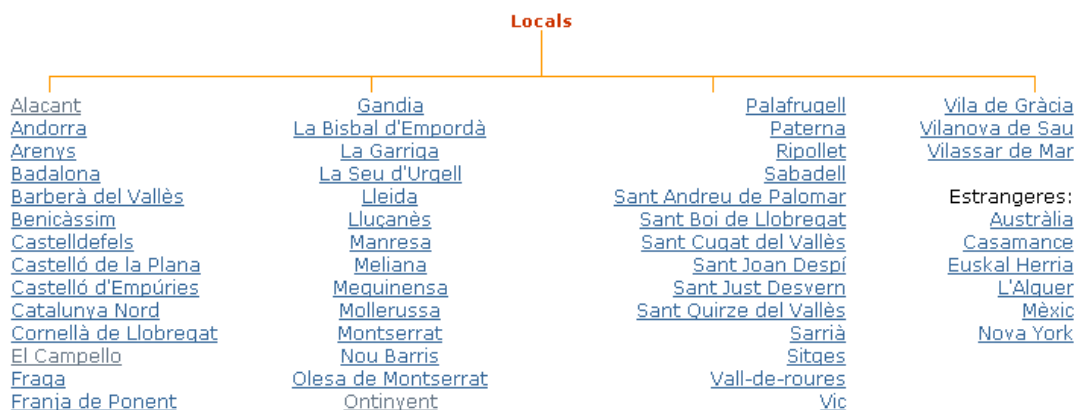 Locals
Alacant
Andorra
Arenys
Badalona
Barberà del Vallès
Benicàssim
Castelldefels
Castelló de la Plana
Castelló d'Empúries
Catalunya Nord
Cornellà de Llobregat
El Campello
Fraga
Franja de Ponent
Gandia
La Bisbal d'Empordà
La Garriga
La Seu d'Urgell
Lleida
Lluçanès
Manresa
Meliana
Mequinensa
Mollerussa
Montserrat
Nou Barris
Olesa de Montserrat
Ontinyent
Palafrugell
Paterna
Ripollet
Sabadell
Sant Andreu de Palomar
Sant Boi de Llobregat
Sant Cugat del Vallès
Sant Joan Despí
Sant Just Desvern
Sant Quirze del Vallès
Sarrià
Sitges
Vall-de-roures
Vic
Vila de Gràcia
Vilanova de Sau
Vilassar de Mar
Estrangeres:
Austràlia
Casamance
Euskal Herria
L'Alguer
Mèxic
Nova York